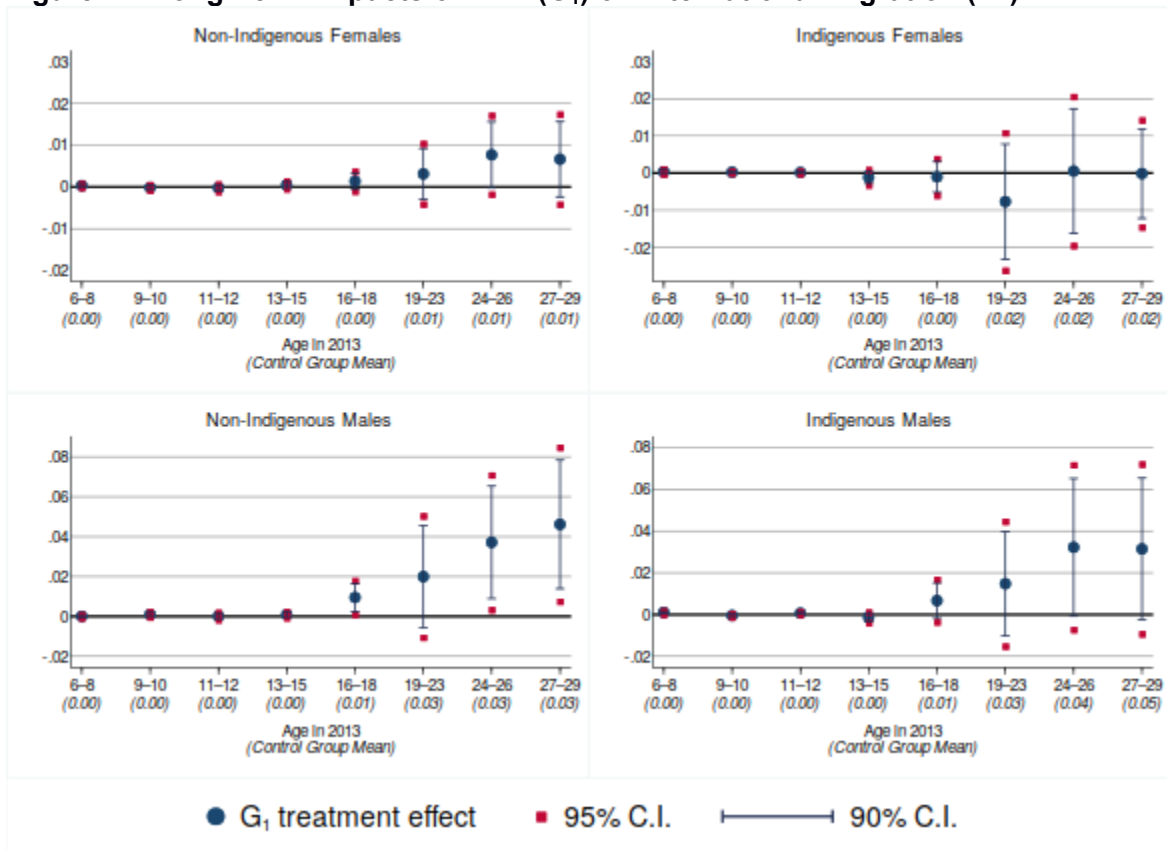 Non-Indigenous Females
.03
.02
.01
0
-.01
-.02
6–8 9–10 11–12 13–15 16–18 19–23 24–26 27–29
(0.00) (0.00) (0.00) (0.00) (0.00) (0.01) (0.01) (0.01)
Age in 2013
(Control Group Mean)
Indigenous Females
.03
.02
.01
0
-.01
-.02
6–8 9–10 11–12 13–15 16–18 19–23 24–26 27–29
(0.00) (0.00) (0.00) (0.00) (0.00) (0.02) (0.02) (0.02)
Age in 2013
(Control Group Mean)
Non-Indigenous Males
.08
.06
.04
.02
0
-.02
6–8 9–10 11–12 13–15 16–18 19–23 24–26 27–29
(0.00) (0.00) (0.00) (0.00) (0.01) (0.03) (0.03) (0.03)
Age in 2013
(Control Group Mean)
Indigenous Males
.08
.06
.04
.02
0
-.02
6–8 9–10 11–12 13–15 16–18 19–23 24–26 27–29
(0.00) (0.00) (0.00) (0.00) (0.01) (0.03) (0.04) (0.05)
Age in 2013
(Control Group Mean)
G₁ treatment effect 95% C.I. 90% C.I.